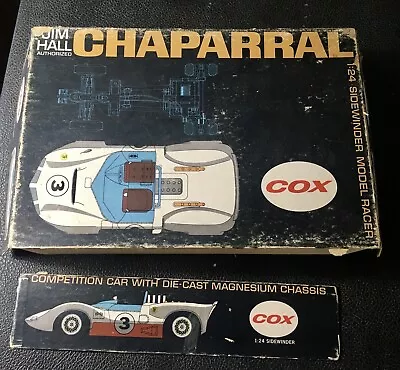 JIM
HALL
AUTHORIZED
CHAPARRAL
1:24 SIDEWINDER MODEL RACER
3
COX
COMPETITION CAR WITH DIE-CAST MAGNESIUM CHASSIS
3
COX
1:24 SIDEWINDER